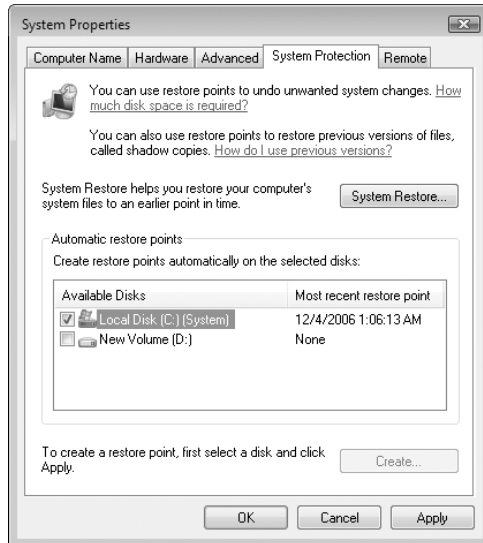 System Properties
Computer Name Hardware Advanced System Protection Remote
You can use restore points to undo unwanted system changes. How
much disk space is required?
You can also use restore points to restore previous versions of files,
called shadow copies. How do I use previous versions?
System Restore helps you restore your computer's
system files to an earlier point in time.
System Restore...
Automatic restore points
Create restore points automatically on the selected disks:
Available Disks Most recent restore point
Local Disk (C:) (System) 12/4/2006 1:06:13 AM
New Volume (D:) None
To create a restore point, first select a disk and click
Apply.
Create...
OK Cancel Apply